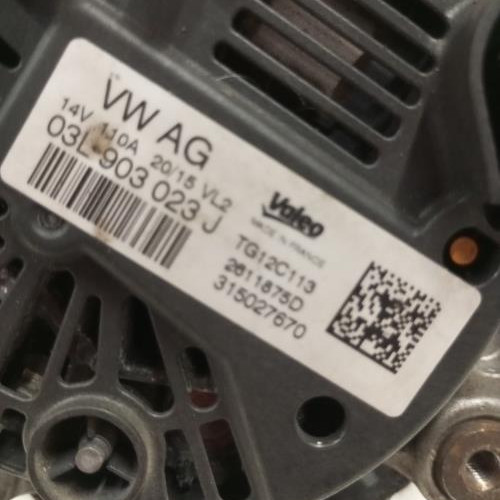 VW AG
14V 110A 20/15 VL2
03L 903 023 J
Valeo
MADE IN FRANCE
TG12C113
2611875D
315027670